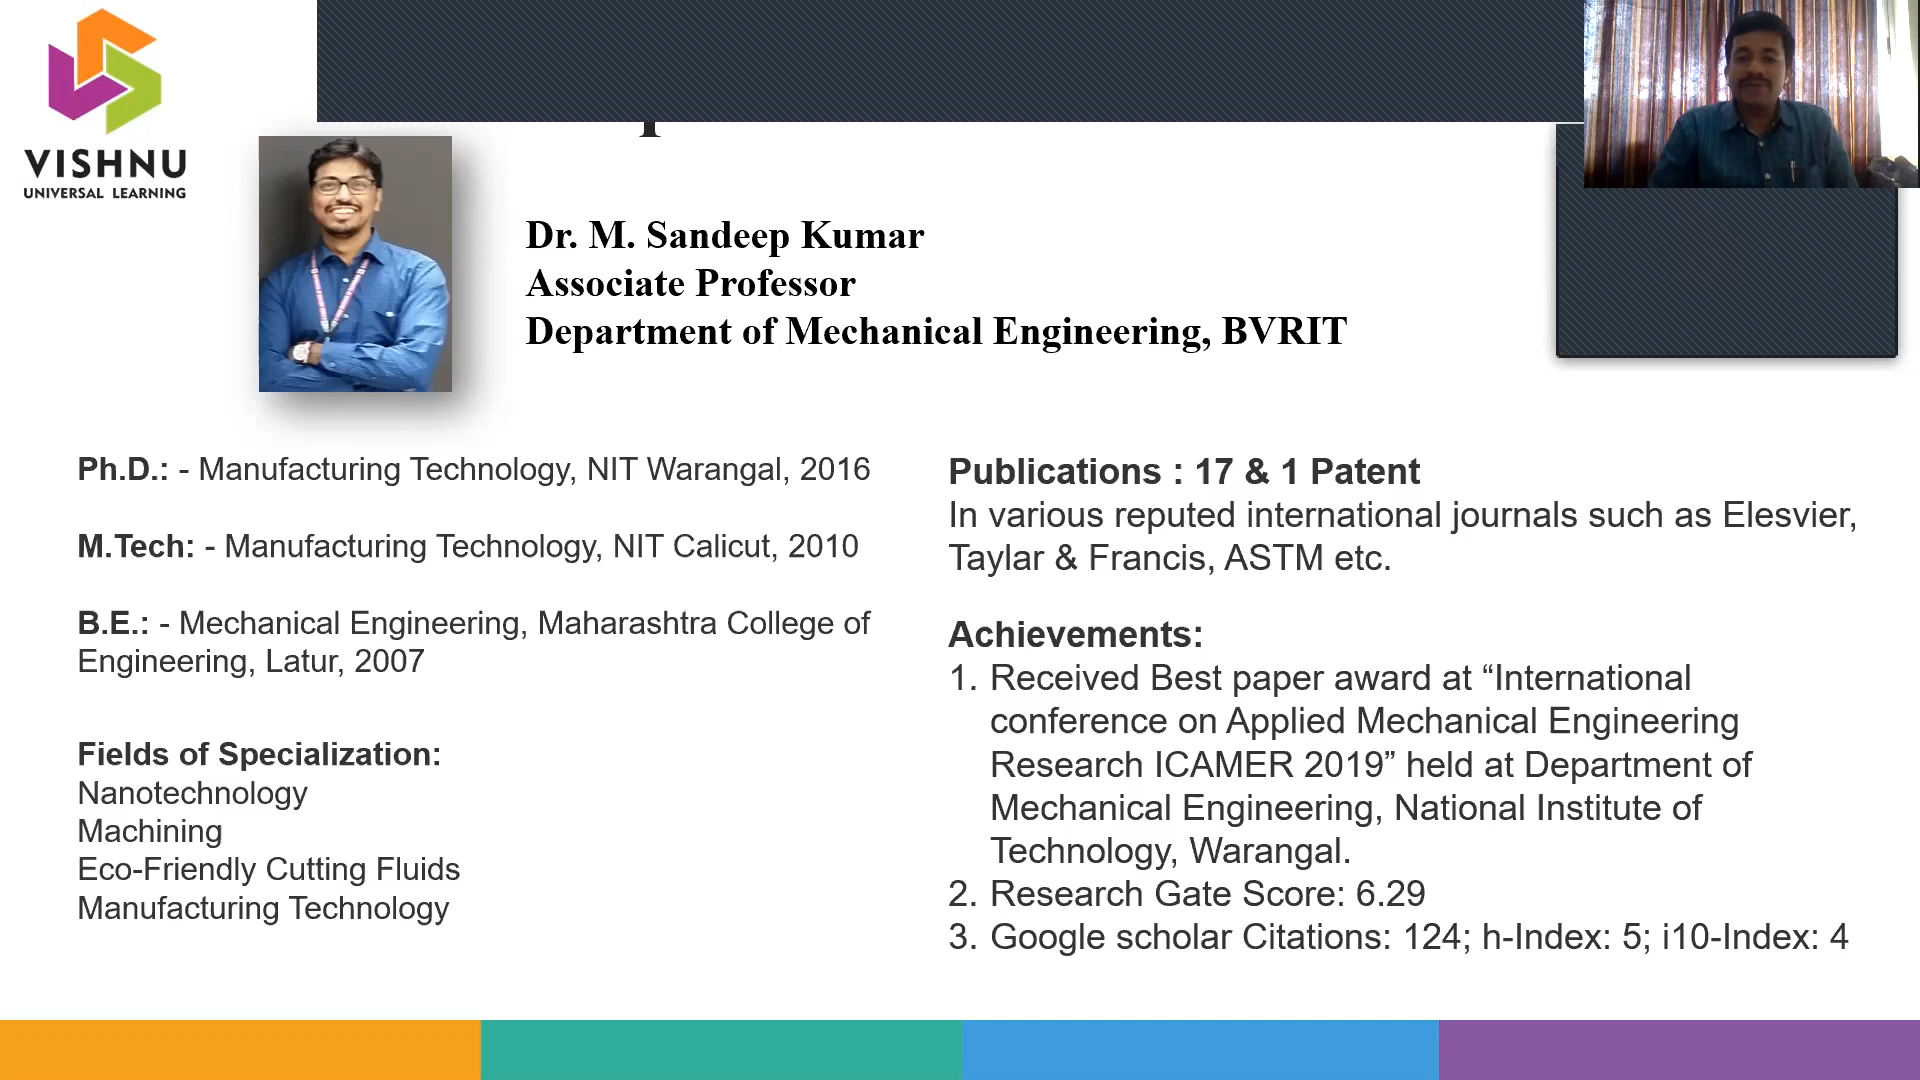 VISHNU
UNIVERSAL LEARNING
Dr. M. Sandeep Kumar
Associate Professor
Department of Mechanical Engineering, BVRIT
Ph.D.: - Manufacturing Technology, NIT Warangal, 2016
M.Tech: - Manufacturing Technology, NIT Calicut, 2010
B.E.: - Mechanical Engineering, Maharashtra College of
Engineering, Latur, 2007
Fields of Specialization:
Nanotechnology
Machining
Eco-Friendly Cutting Fluids
Manufacturing Technology
Publications : 17 & 1 Patent
In various reputed international journals such as Elesvier,
Taylar & Francis, ASTM etc.
Achievements:
1. Received Best paper award at “International
conference on Applied Mechanical Engineering
Research ICAMER 2019” held at Department of
Mechanical Engineering, National Institute of
Technology, Warangal.
2. Research Gate Score: 6.29
3. Google scholar Citations: 124; h-Index: 5; i10-Index: 4